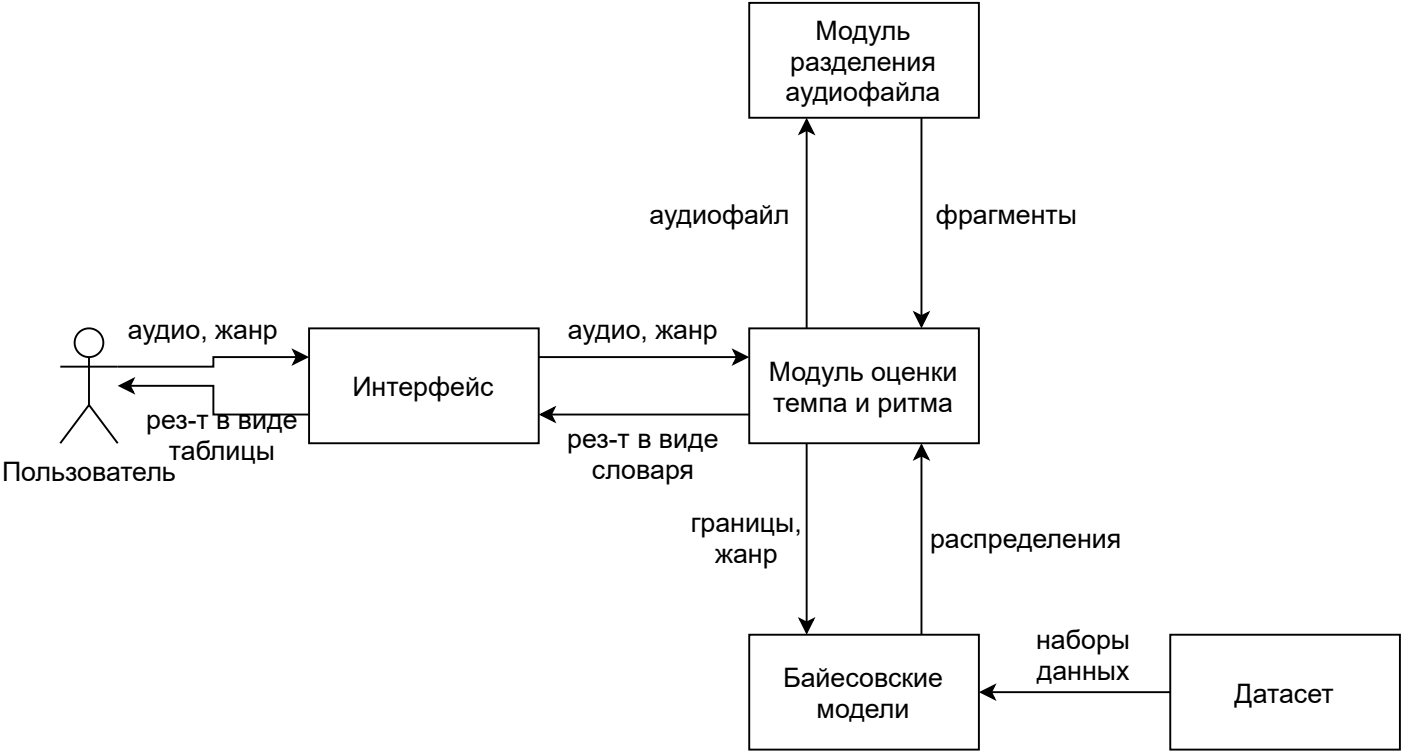 Модуль
разделения
аудиофайла
аудиофайл
фрагменты
аудио, жанр
аудио, жанр
Интерфейс
Модуль оценки
темпа и ритма
рез-т в виде
таблицы
рез-т в виде
словаря
Пользователь
границы,
жанр
распределения
наборы
данных
Байесовские
модели
Датасет